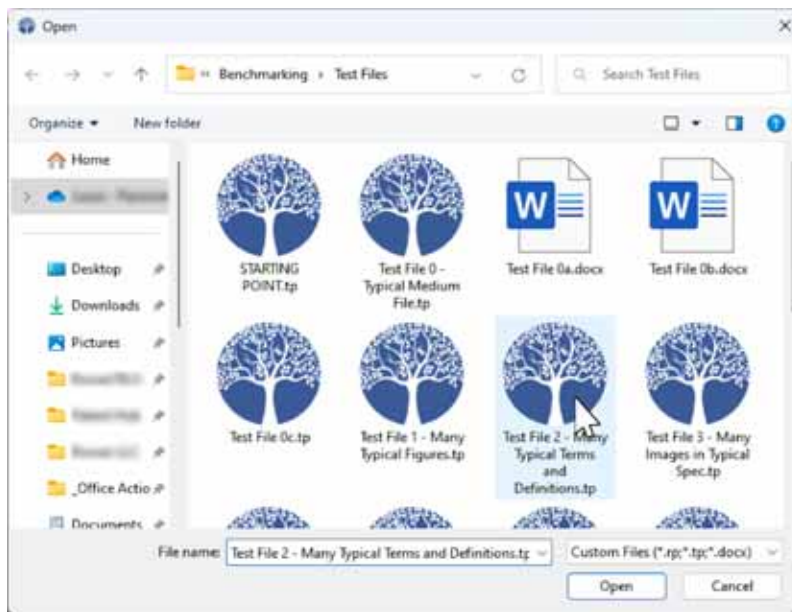 Open
« Benchmarking › Test Files
Search Test Files
Organize
New folder
Home
Desktop
Downloads
Pictures
_Office Actio
Documents
STARTING
POINT.tp
Test File 0 -
Typical Medium
File.tp
Test File 0a.docx
Test File 0b.docx
Test File 0c.tp
Test File 1 - Many
Typical Figures.tp
Test File 2 - Many
Typical Terms
and
Definitions.tp
Test File 3 - Many
Images in Typical
Spec.tp
File name:
Test File 2 - Many Typical Terms and Definitions.tp
Custom Files (*.rp;*.tp;*.docx)
Open
Cancel